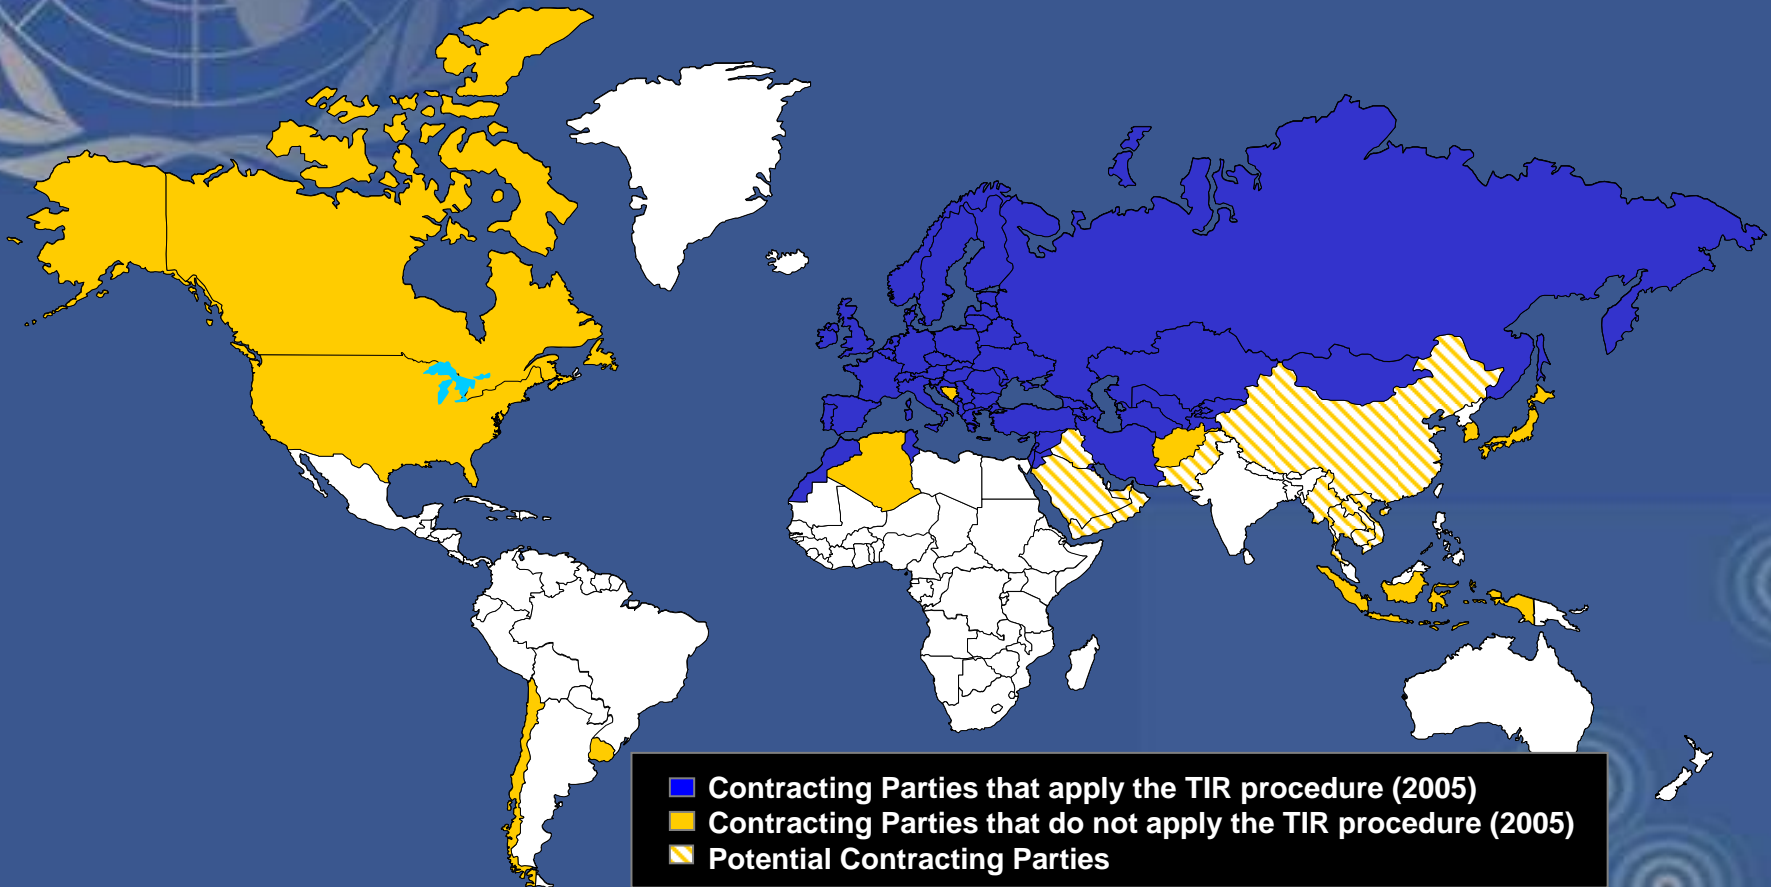 Contracting Parties that apply the TIR procedure (2005)
Contracting Parties that do not apply the TIR procedure (2005)
Potential Contracting Parties